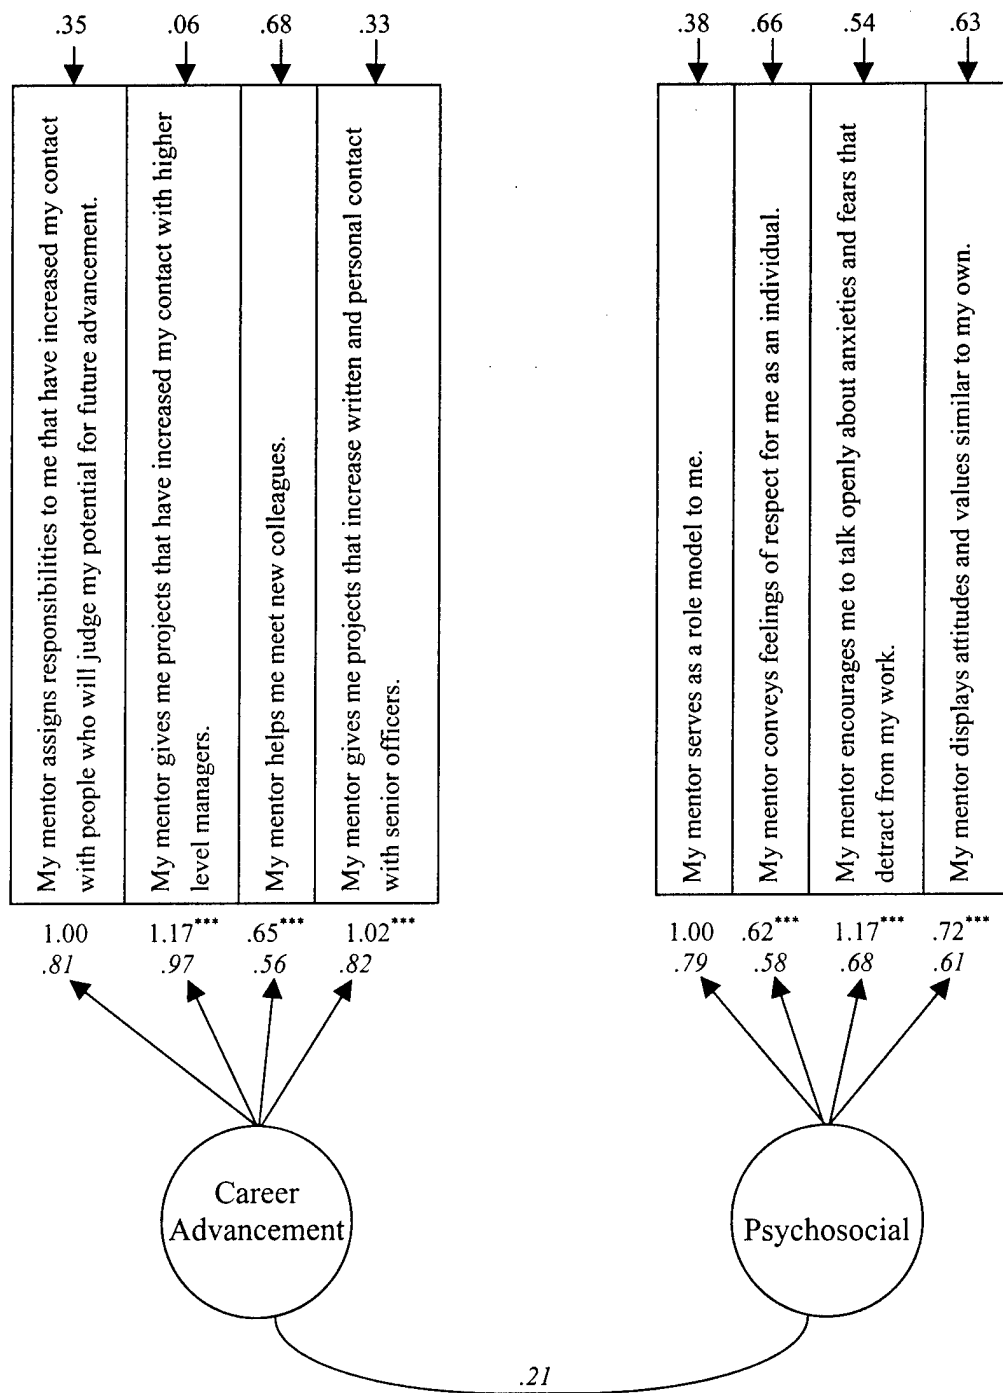 .35 .06 .68 .33 .38 .66 .54 .63
My mentor assigns responsibilities to me that have increased my contact
with people who will judge my potential for future advancement.
My mentor gives me projects that have increased my contact with higher
level managers.
My mentor helps me meet new colleagues.
My mentor gives me projects that increase written and personal contact
with senior officers.
My mentor serves as a role model to me.
My mentor conveys feelings of respect for me as an individual.
My mentor encourages me to talk openly about anxieties and fears that
detract from my work.
My mentor displays attitudes and values similar to my own.
1.00 1.17*** .65*** 1.02*** 1.00 .62*** 1.17*** .72***
.81 .97 .56 .82 .79 .58 .68 .61
Career
Advancement
Psychosocial
.21